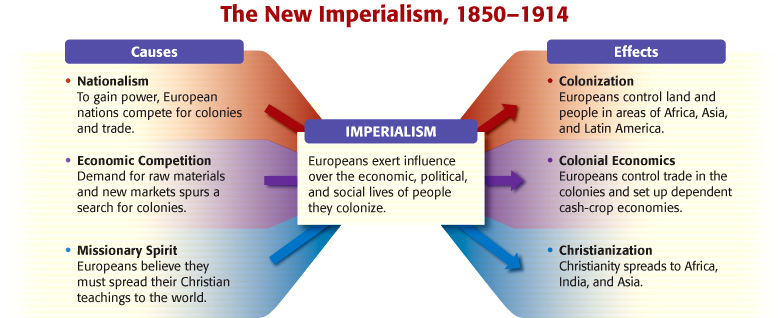 The New Imperialism, 1850–1914
Causes
• Nationalism
To gain power, European
nations compete for colonies
and trade.
• Economic Competition
Demand for raw materials
and new markets spurs a
search for colonies.
• Missionary Spirit
Europeans believe they
must spread their Christian
teachings to the world.
IMPERIALISM
Europeans exert influence
over the economic, political,
and social lives of people
they colonize.
Effects
• Colonization
Europeans control land and
people in areas of Africa, Asia,
and Latin America.
• Colonial Economics
Europeans control trade in the
colonies and set up dependent
cash-crop economies.
• Christianization
Christianity spreads to Africa,
India, and Asia.